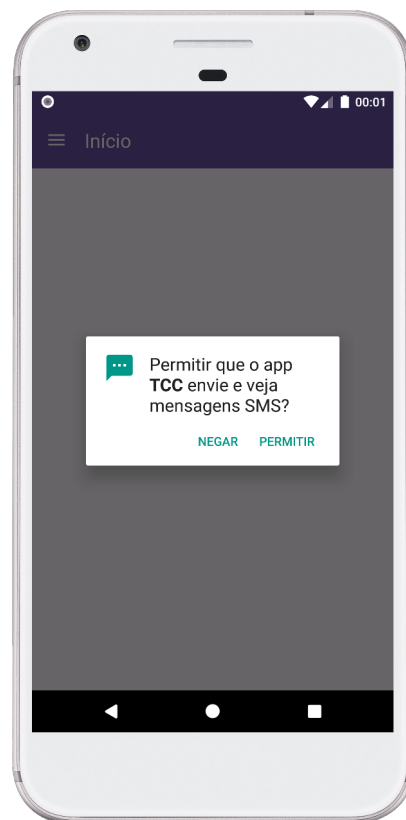 00:01
Início
Permitir que o app
TCC envie e veja
mensagens SMS?
NEGAR PERMITIR